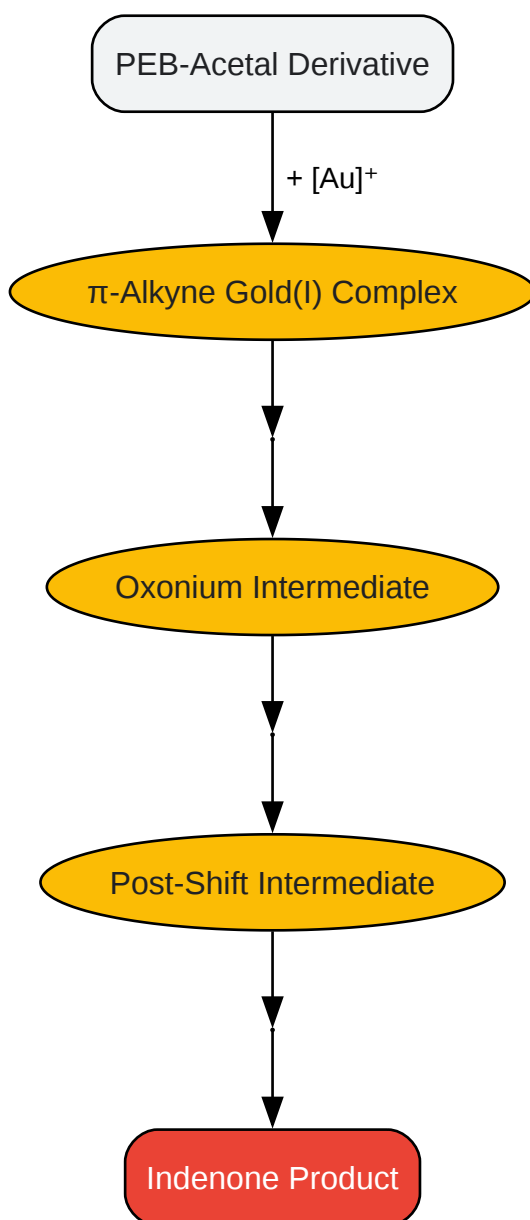 PEB-Acetal Derivative
+ [Au]⁺
π-Alkyne Gold(I) Complex
Oxonium Intermediate
Post-Shift Intermediate
Indenone Product